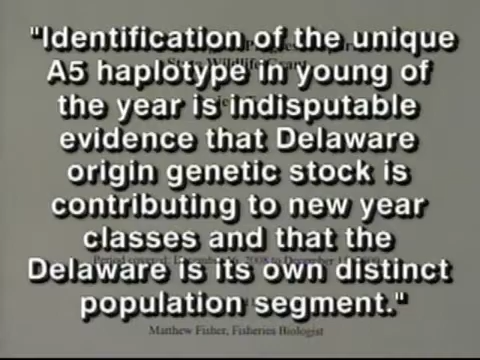 "Identification of the unique
A5 haplotype in young of
the year is indisputable
evidence that Delaware
origin genetic stock is
contributing to new year
classes and that the
Delaware is its own distinct
population segment."
Matthew Fisher, Fisheries Biologist